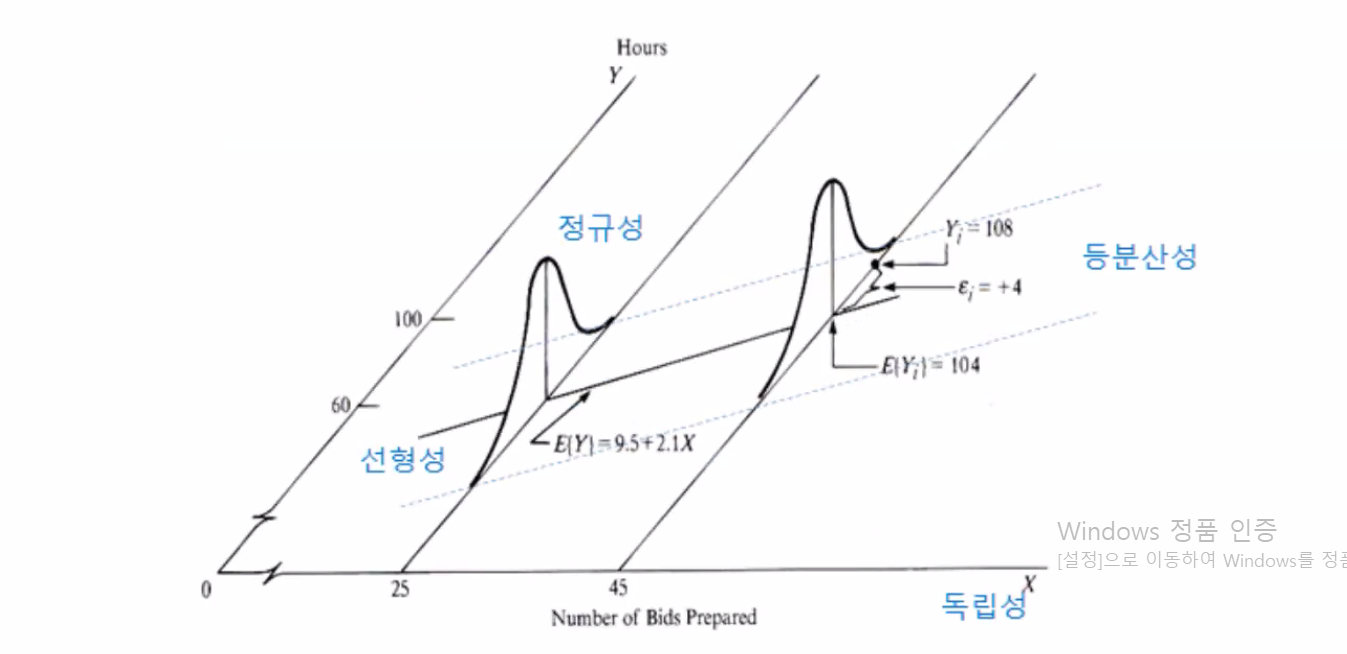 Hours
Y
정규성
Y_i = 108
등분산성
ε_i = +4
100
E{Y_i} = 104
60
E{Y} = 9.5 + 2.1X
선형성
Windows 정품 인증
[설정]으로 이동하여 Windows를 정품
0
25
45
X
독립성
Number of Bids Prepared